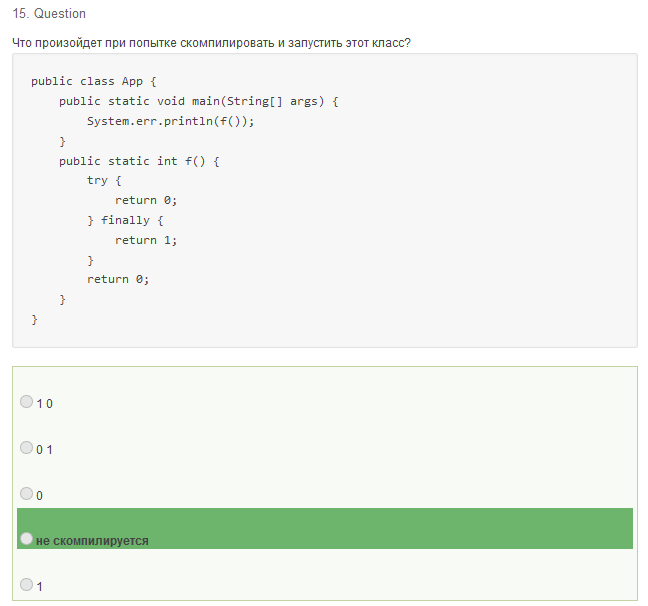 15. Question
Что произойдет при попытке скомпилировать и запустить этот класс?
public class App {
    public static void main(String[] args) {
        System.err.println(f());
    }
    public static int f() {
        try {
            return 0;
        } finally {
            return 1;
        }
        return 0;
    }
}
1 0
0 1
0
не скомпилируется
1